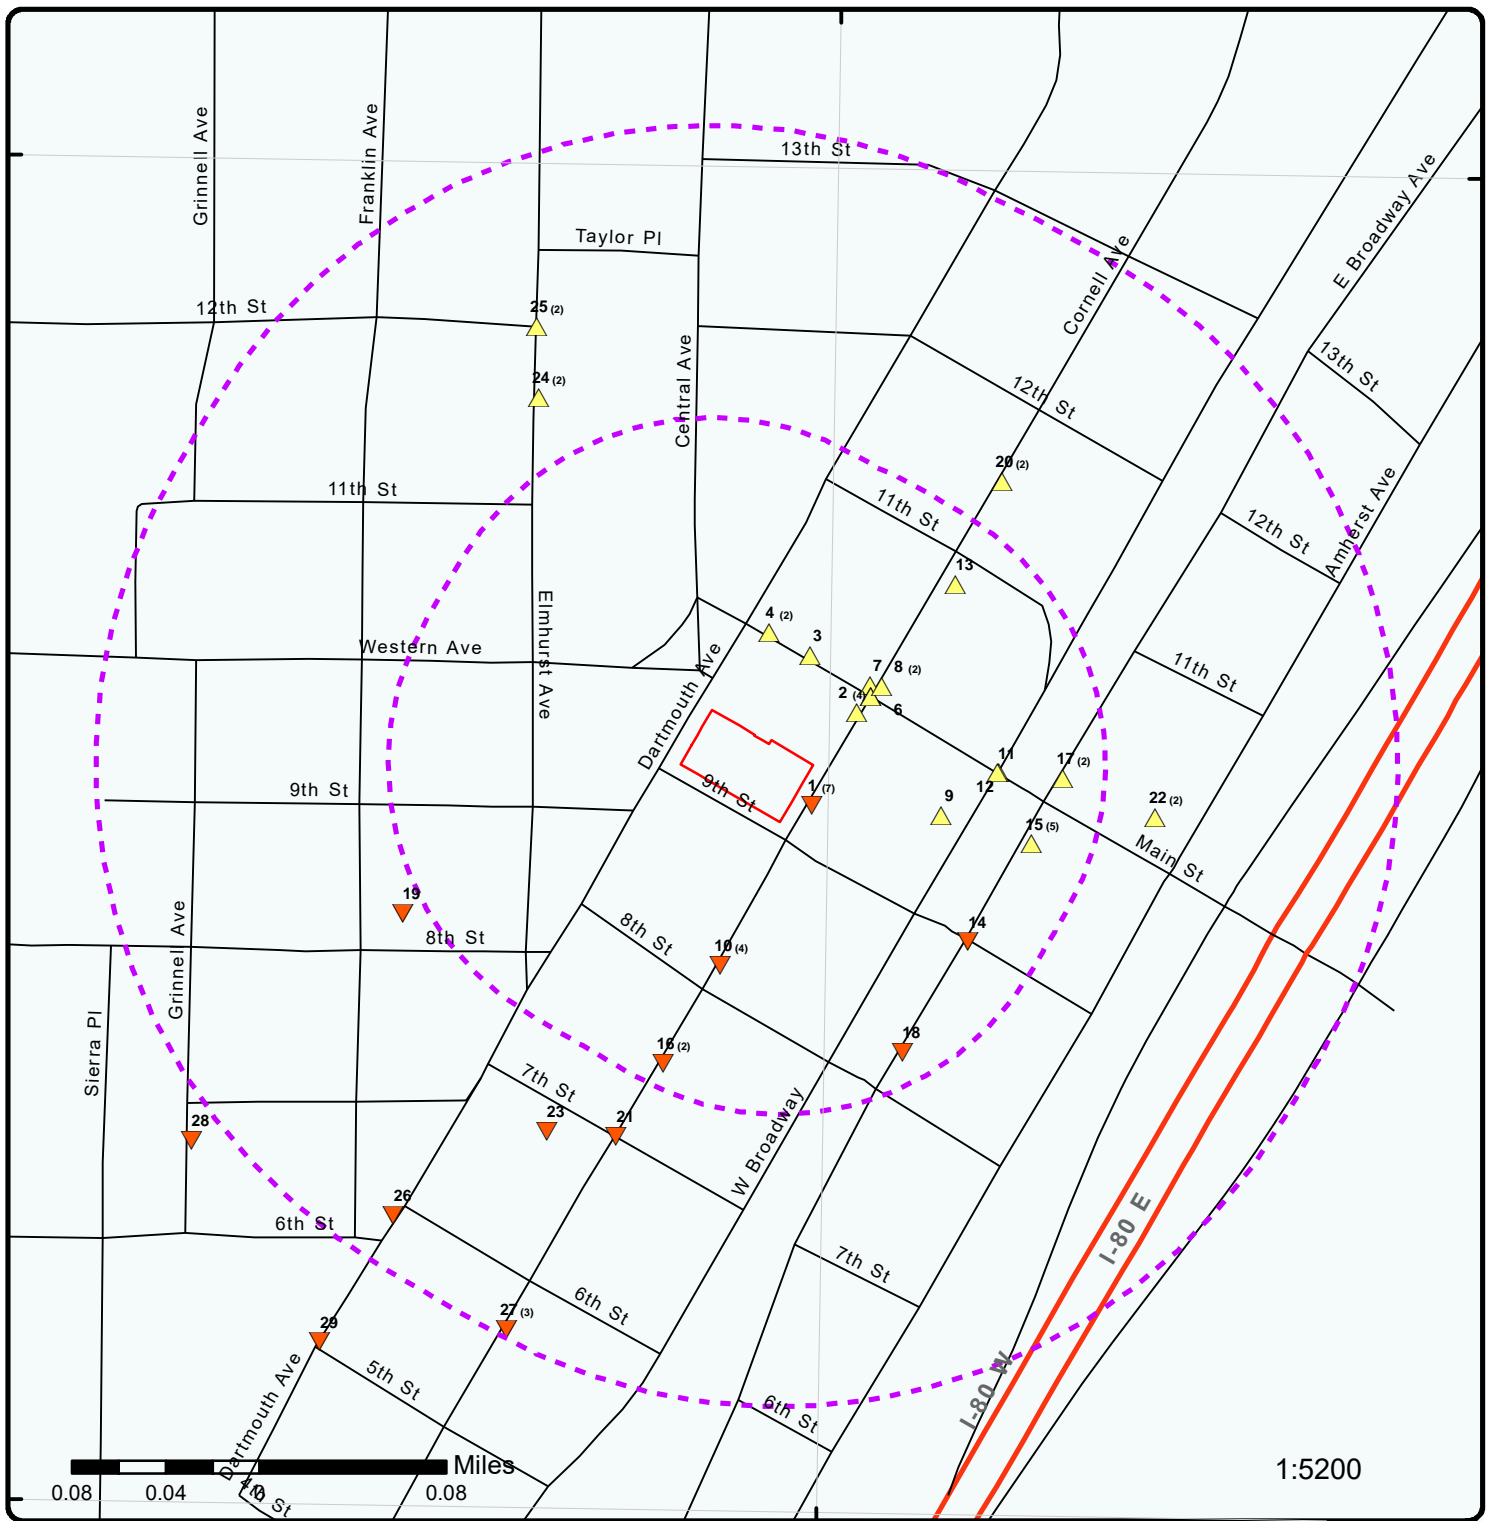 13th St
Grinnell Ave
Franklin Ave
Taylor Pl
Cornell Ave
E Broadway Ave
12th St
25 (2)
24 (2)
Central Ave
12th St
13th St
20 (2)
11th St
11th St
12th St
Amherst Ave
13
Elmhurst Ave
4 (2)
3
Western Ave
Dartmouth Ave
7
8 (2)
2 (4)
6
11th St
11
12
17 (2)
9th St
9th St
1 (7)
9
15 (5)
22 (2)
Main St
19
Grinnell Ave
8th St
8th St
10 (4)
14
Sierra Pl
16 (2)
18
7th St
23
21
28
W Broadway
26
6th St
7th St
I-80 E
29
27 (3)
6th St
5th St
Dartmouth Ave
I-80 W
6th St
Miles
1:5200
0.08
0.04
0
4th St
0.08